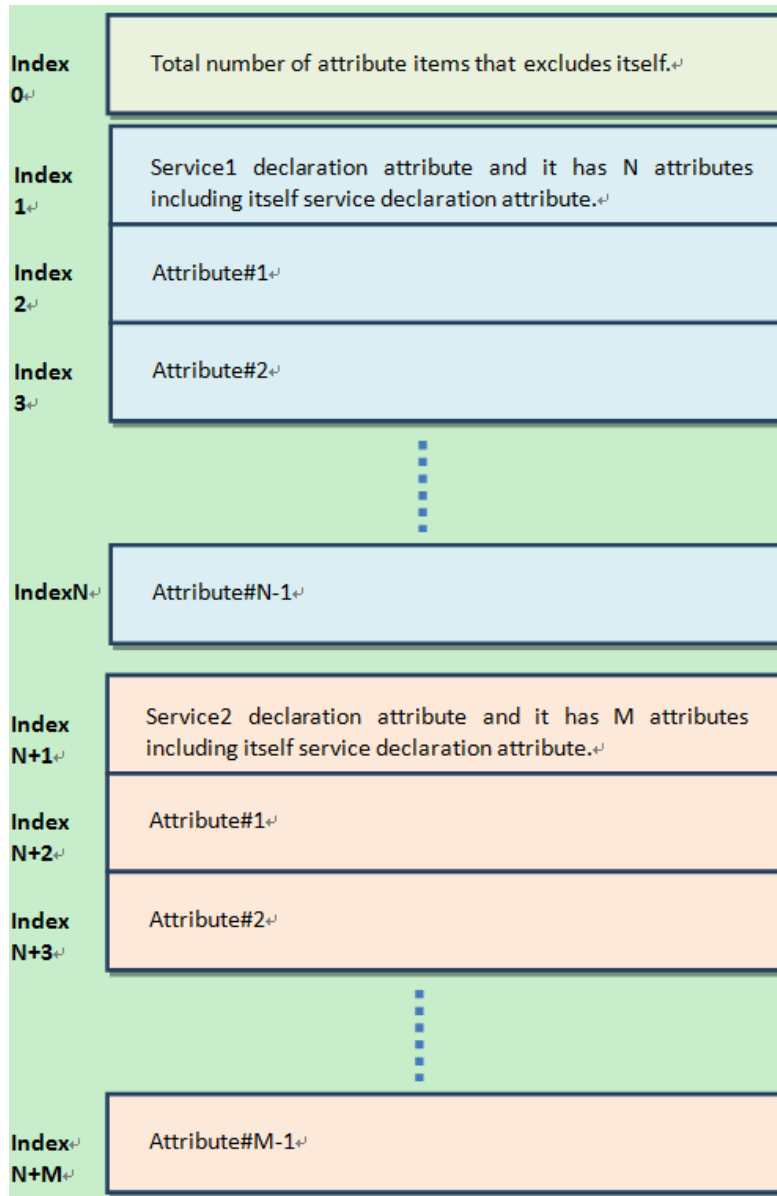 Index
0↵
Total number of attribute items that excludes itself.↵
Index
1↵
Service1 declaration attribute and it has N attributes
including itself service declaration attribute.↵
Index
2↵
Attribute#1↵
Index
3↵
Attribute#2↵
IndexN↵
Attribute#N-1↵
Index
N+1↵
Service2 declaration attribute and it has M attributes
including itself service declaration attribute.↵
Index
N+2↵
Attribute#1↵
Index
N+3↵
Attribute#2↵
Index↵
N+M↵
Attribute#M-1↵